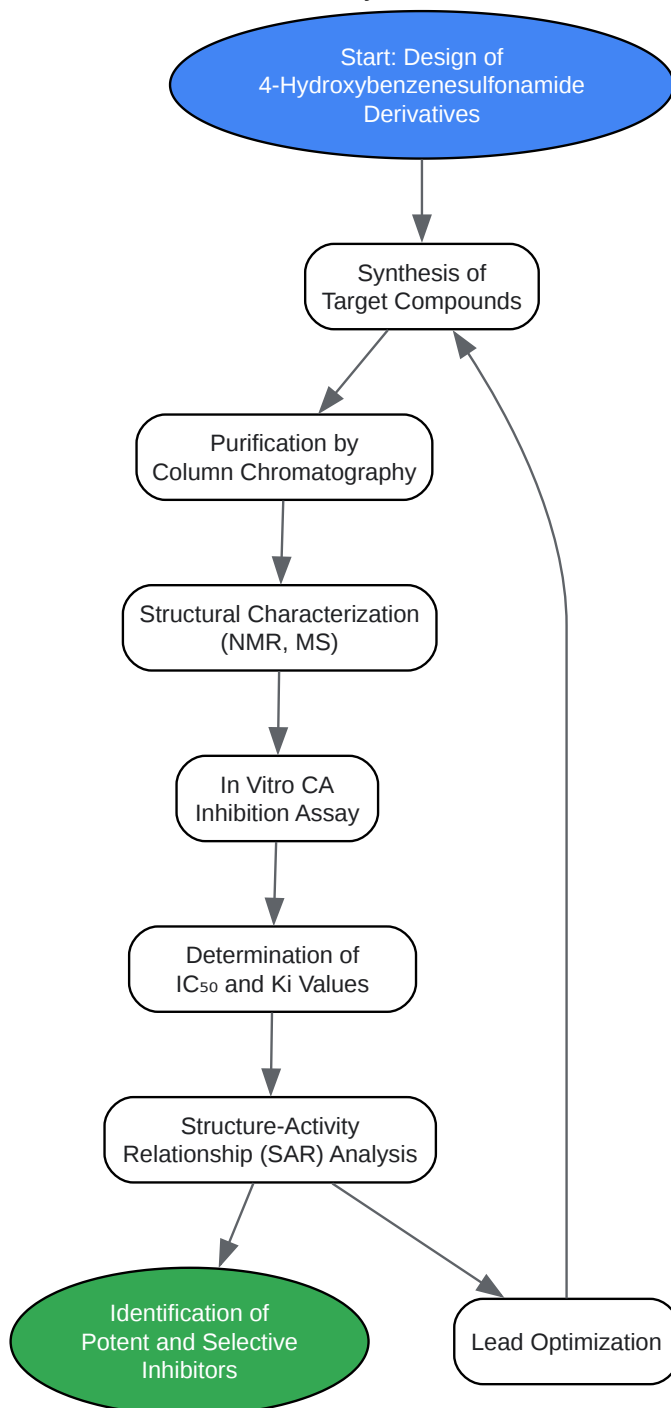 Start: Design of
4-Hydroxybenzenesulfonamide
Derivatives
Synthesis of
Target Compounds
Purification by
Column Chromatography
Structural Characterization
(NMR, MS)
In Vitro CA
Inhibition Assay
Determination of
IC₅₀ and Ki Values
Structure-Activity
Relationship (SAR) Analysis
Identification of
Potent and Selective
Inhibitors
Lead Optimization